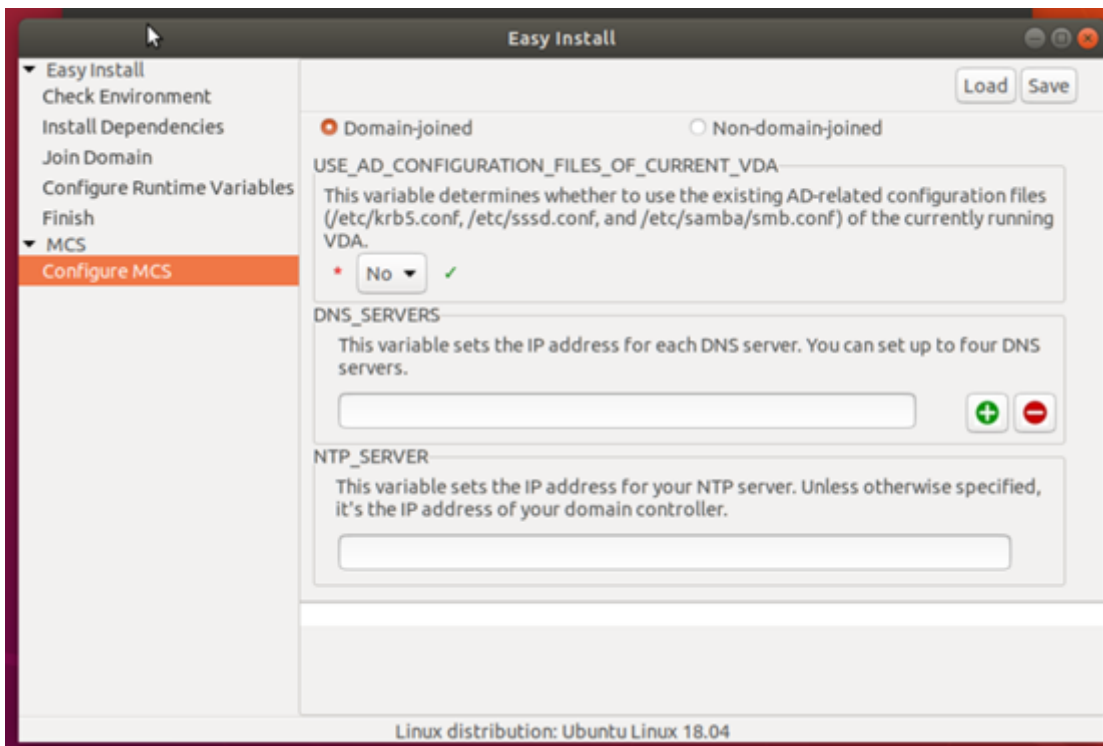 Easy Install
Easy Install
Check Environment
Install Dependencies
Join Domain
Configure Runtime Variables
Finish
MCS
Configure MCS
Load Save
Domain-joined Non-domain-joined
USE_AD_CONFIGURATION_FILES_OF_CURRENT_VDA
This variable determines whether to use the existing AD-related configuration files
(/etc/krb5.conf, /etc/sssd.conf, and /etc/samba/smb.conf) of the currently running
VDA.
* No
DNS_SERVERS
This variable sets the IP address for each DNS server. You can set up to four DNS
servers.
NTP_SERVER
This variable sets the IP address for your NTP server. Unless otherwise specified,
it's the IP address of your domain controller.
Linux distribution: Ubuntu Linux 18.04